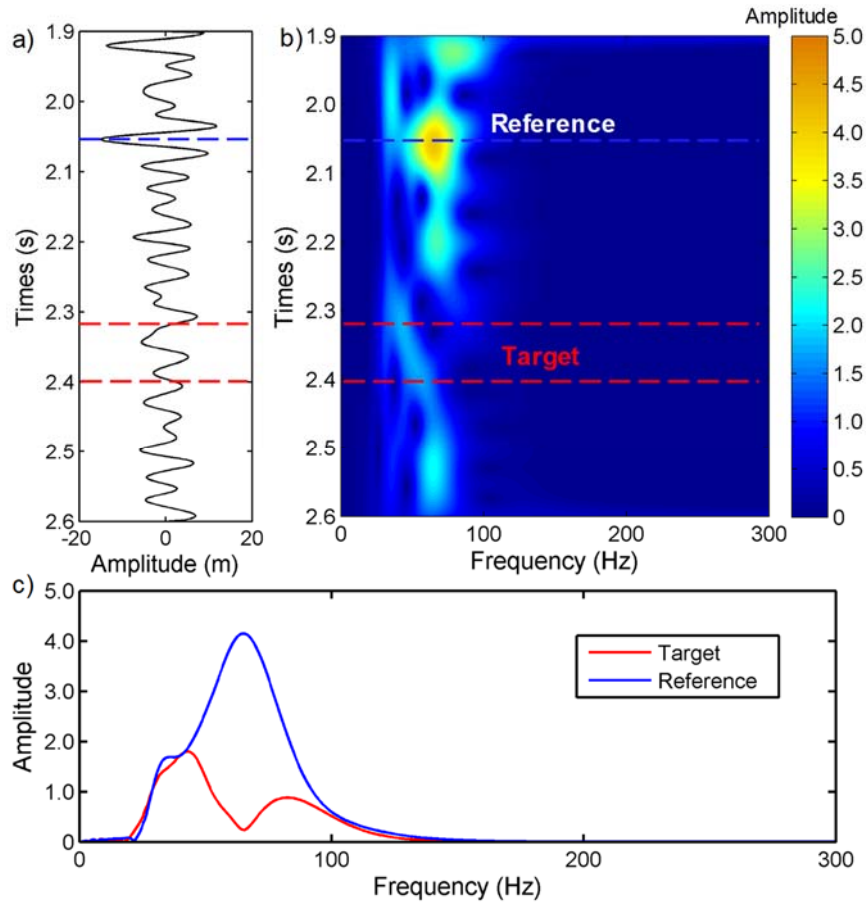 a)
Times (s)
1.9
2.0
2.1
2.2
2.3
2.4
2.5
2.6
-20 0 20
Amplitude (m)
b)
Times (s)
1.9
2.0
2.1
2.2
2.3
2.4
2.5
2.6
Reference
Target
0 100 200 300
Frequency (Hz)
Amplitude
5.0
4.5
4.0
3.5
3.0
2.5
2.0
1.5
1.0
0.5
0
c)
Amplitude
5.0
4.0
3.0
2.0
1.0
0
Target
Reference
0 100 200 300
Frequency (Hz)